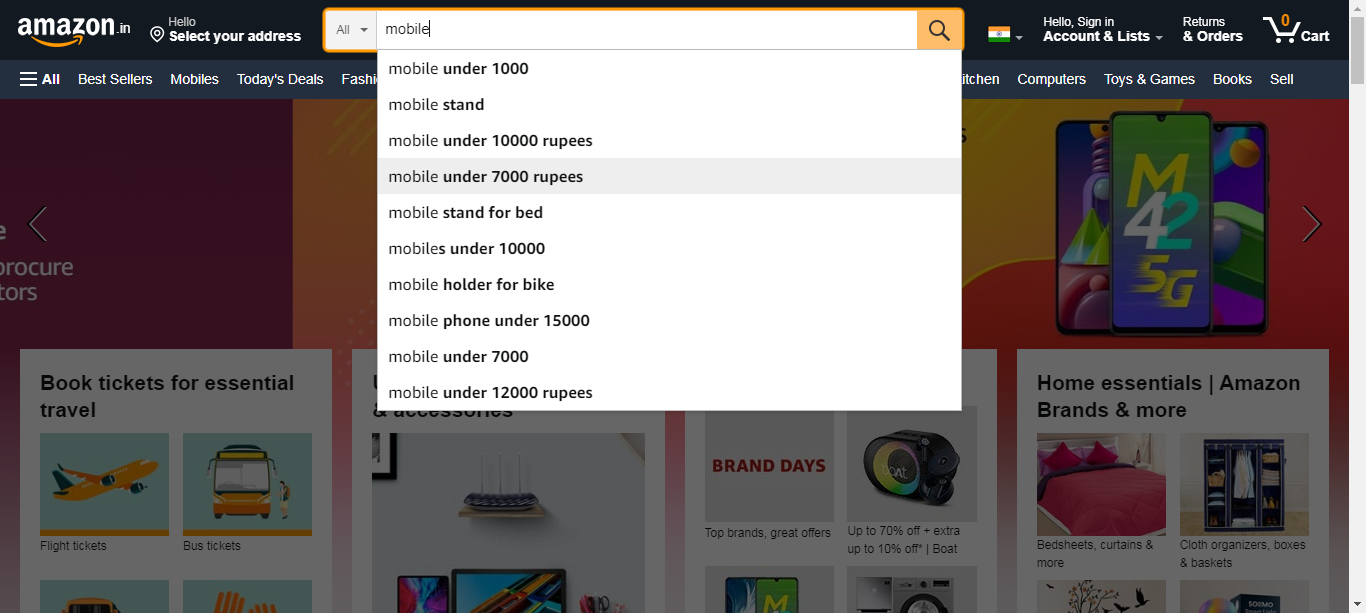 amazon.in
Hello
Select your address
All
mobile
Hello, Sign in
Account & Lists
Returns
& Orders
0
Cart
All
Best Sellers
Mobiles
Today's Deals
Fashi
itchen
Computers
Toys & Games
Books
Sell
mobile under 1000
mobile stand
mobile under 10000 rupees
mobile under 7000 rupees
mobile stand for bed
mobiles under 10000
mobile holder for bike
mobile phone under 15000
mobile under 7000
mobile under 12000 rupees
procure
tors
M
42
5G
Book tickets for essential
travel
& accessories
Home essentials | Amazon
Brands & more
BRAND DAYS
boAt
Flight tickets
Bus tickets
Top brands, great offers
Up to 70% off + extra
up to 10% off* | Boat
Bedsheets, curtains &
more
Cloth organizers, boxes
& baskets
M
SOLIMO